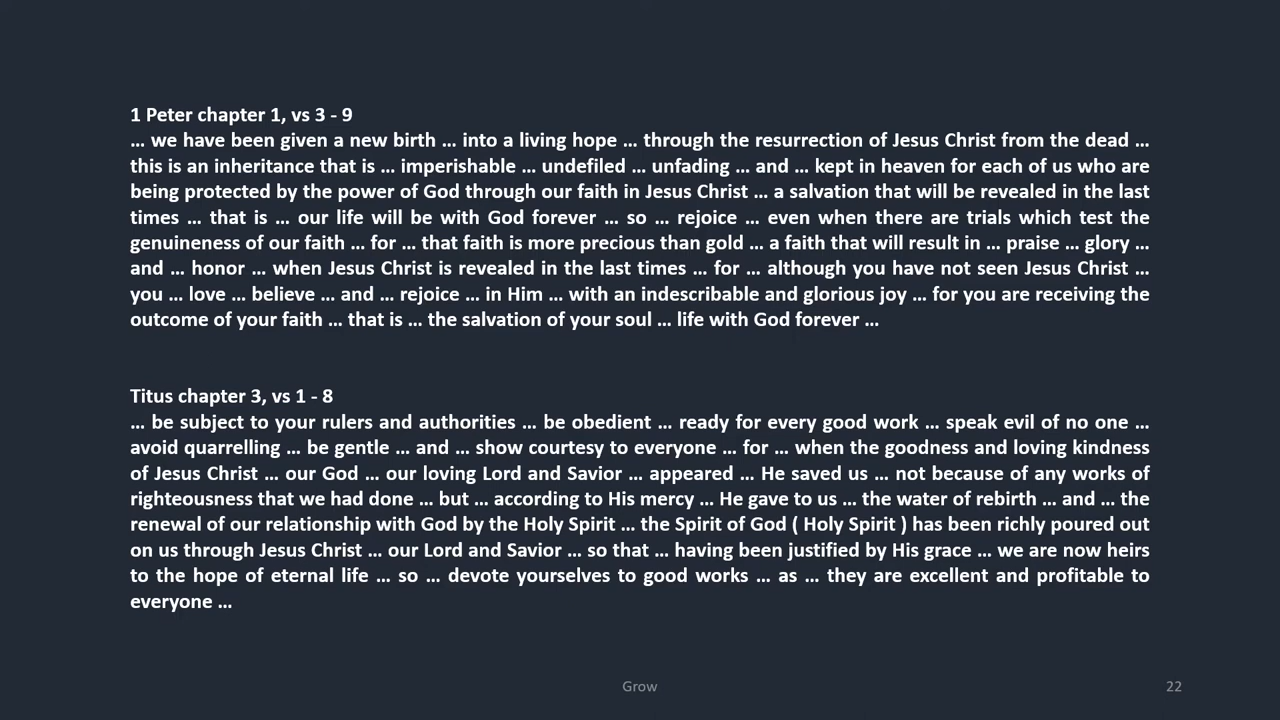 1 Peter chapter 1, vs 3 - 9
… we have been given a new birth … into a living hope … through the resurrection of Jesus Christ from the dead …
this is an inheritance that is … imperishable … undefiled … unfading … and … kept in heaven for each of us who are
being protected by the power of God through our faith in Jesus Christ … a salvation that will be revealed in the last
times … that is … our life will be with God forever … so … rejoice … even when there are trials which test the
genuineness of our faith … for … that faith is more precious than gold … a faith that will result in … praise … glory …
and … honor … when Jesus Christ is revealed in the last times … for … although you have not seen Jesus Christ …
you … love … believe … and … rejoice … in Him … with an indescribable and glorious joy … for you are receiving the
outcome of your faith … that is … the salvation of your soul … life with God forever …
Titus chapter 3, vs 1 - 8
… be subject to your rulers and authorities … be obedient … ready for every good work … speak evil of no one …
avoid quarrelling … be gentle … and … show courtesy to everyone … for … when the goodness and loving kindness
of Jesus Christ … our God … our loving Lord and Savior … appeared … He saved us … not because of any works of
righteousness that we had done … but … according to His mercy … He gave to us … the water of rebirth … and … the
renewal of our relationship with God by the Holy Spirit … the Spirit of God ( Holy Spirit ) has been richly poured out
on us through Jesus Christ … our Lord and Savior … so that … having been justified by His grace … we are now heirs
to the hope of eternal life … so … devote yourselves to good works … as … they are excellent and profitable to
everyone …
Grow
22